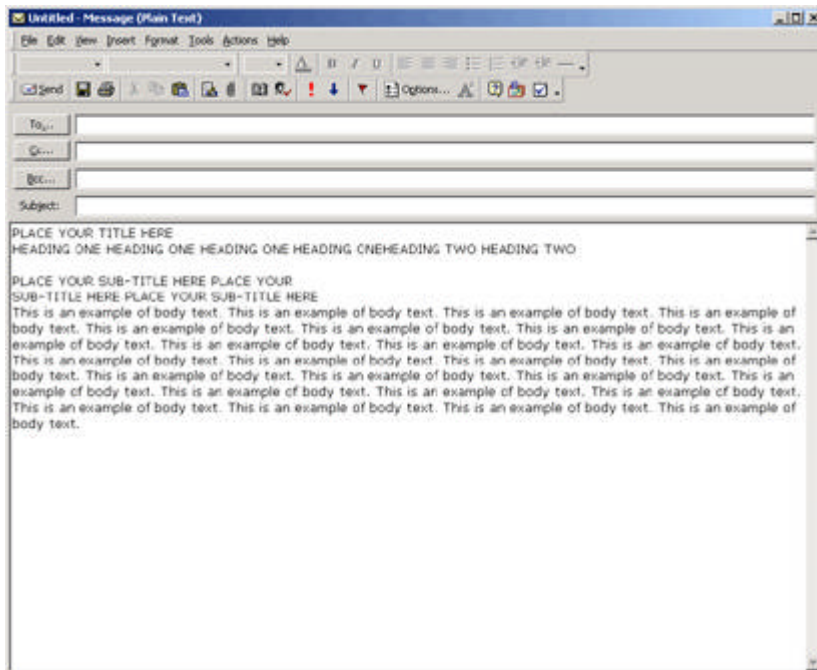 Untitled - Message (Plain Text)
File Edit View Insert Format Tools Actions Help
A B I U
Send Options...
To...
Cc...
Bcc...
Subject:
PLACE YOUR TITLE HERE
HEADING ONE HEADING ONE HEADING ONE HEADING ONEHEADING TWO HEADING TWO
PLACE YOUR SUB-TITLE HERE PLACE YOUR
SUB-TITLE HERE PLACE YOUR SUB-TITLE HERE
This is an example of body text. This is an example of body text. This is an example of body text. This is an example of
body text. This is an example of body text. This is an example of body text. This is an example of body text. This is an
example of body text. This is an example of body text. This is an example of body text. This is an example of body text.
This is an example of body text. This is an example of body text. This is an example of body text. This is an example of
body text. This is an example of body text. This is an example of body text. This is an example of body text. This is an
example of body text. This is an example of body text. This is an example of body text. This is an example of body text.
This is an example of body text. This is an example of body text. This is an example of body text. This is an example of
body text.